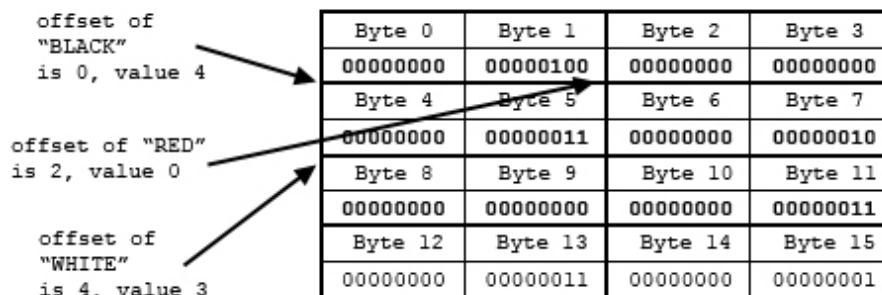 offset of
“BLACK”
is 0, value 4
offset of “RED”
is 2, value 0
offset of
“WHITE”
is 4, value 3
Byte 0 Byte 1 Byte 2 Byte 3
00000000 00000100 00000000 00000000
Byte 4 Byte 5 Byte 6 Byte 7
00000000 00000011 00000000 00000010
Byte 8 Byte 9 Byte 10 Byte 11
00000000 00000000 00000000 00000011
Byte 12 Byte 13 Byte 14 Byte 15
00000000 00000011 00000000 00000001